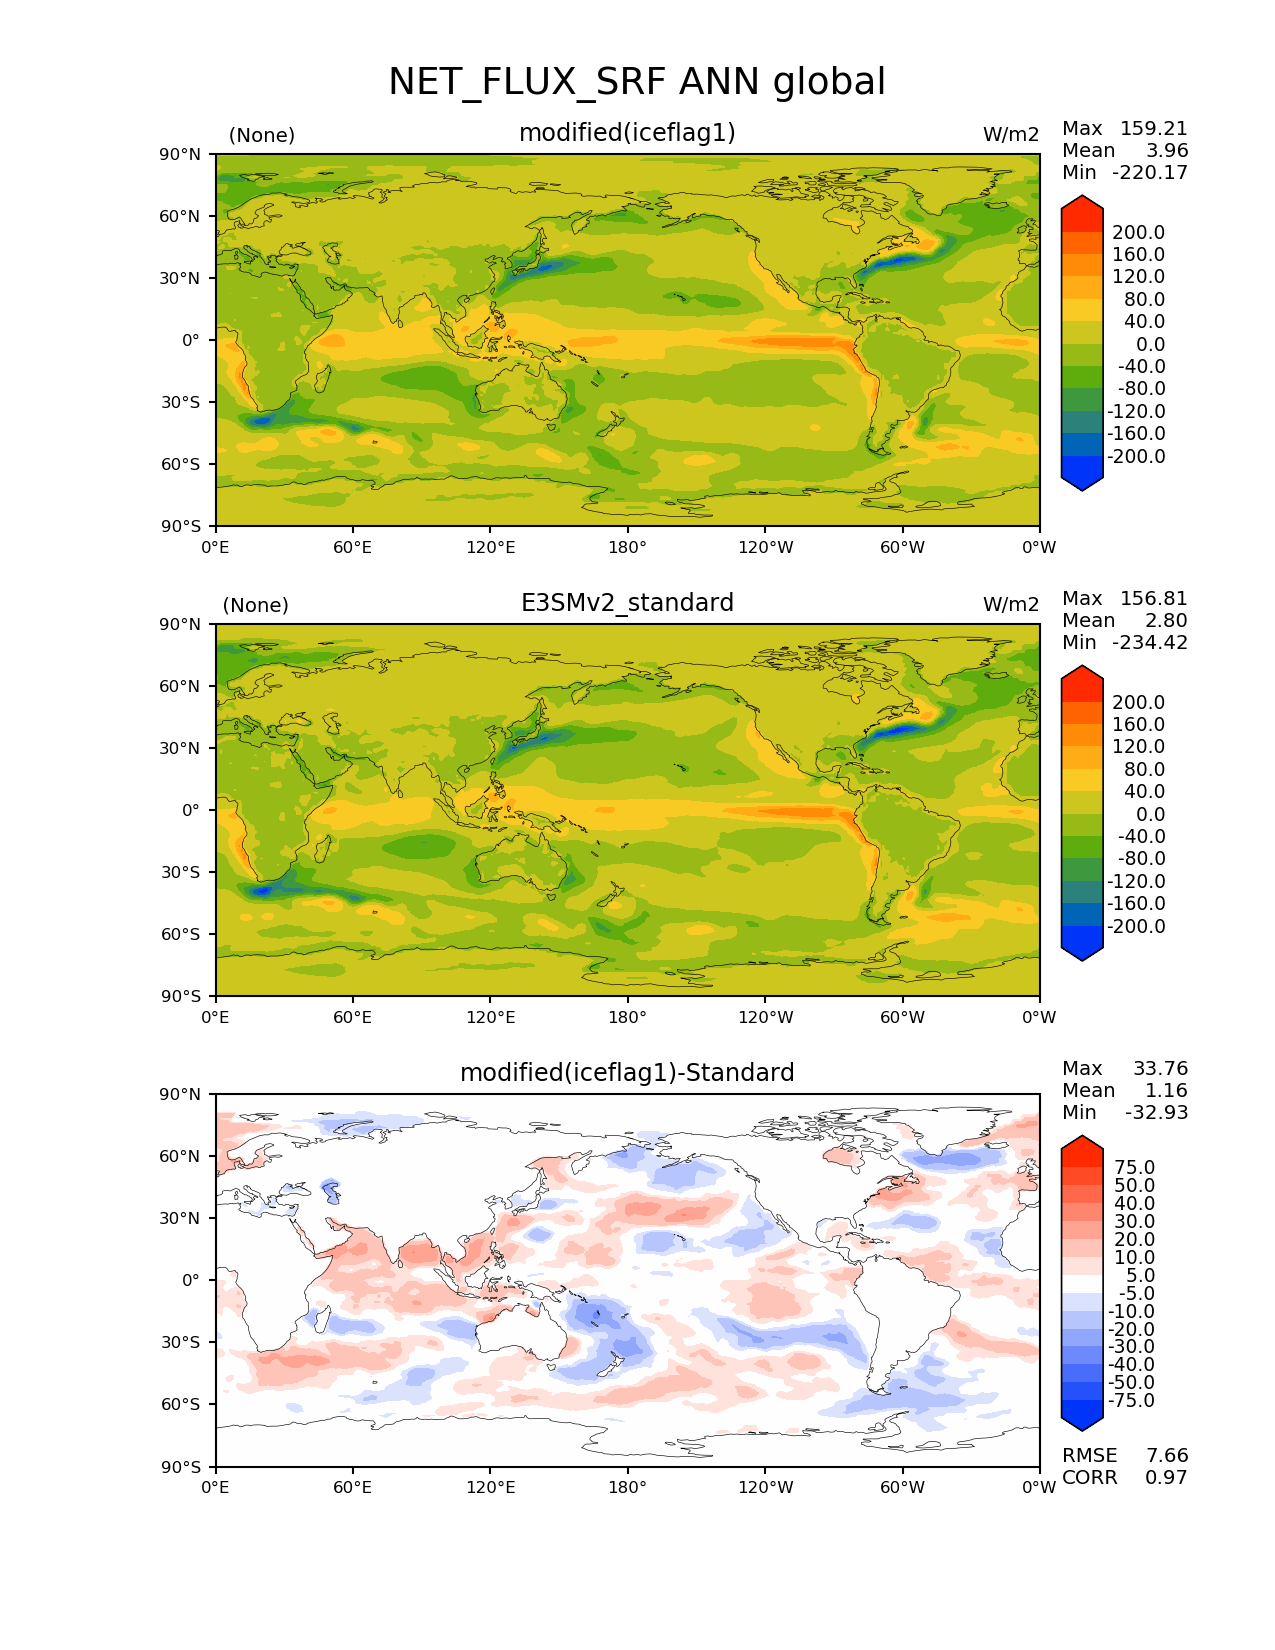 NET_FLUX_SRF ANN global
(None) modified(iceflag1) W/m2
Max 159.21
Mean 3.96
Min -220.17
90°N
60°N
30°N
0°
30°S
60°S
90°S
0°E 60°E 120°E 180° 120°W 60°W 0°W
200.0
160.0
120.0
80.0
40.0
0.0
-40.0
-80.0
-120.0
-160.0
-200.0
(None) E3SMv2_standard W/m2
Max 156.81
Mean 2.80
Min -234.42
90°N
60°N
30°N
0°
30°S
60°S
90°S
0°E 60°E 120°E 180° 120°W 60°W 0°W
200.0
160.0
120.0
80.0
40.0
0.0
-40.0
-80.0
-120.0
-160.0
-200.0
modified(iceflag1)-Standard
Max 33.76
Mean 1.16
Min -32.93
90°N
60°N
30°N
0°
30°S
60°S
90°S
0°E 60°E 120°E 180° 120°W 60°W 0°W
75.0
50.0
40.0
30.0
20.0
10.0
5.0
-5.0
-10.0
-20.0
-30.0
-40.0
-50.0
-75.0
RMSE 7.66
CORR 0.97